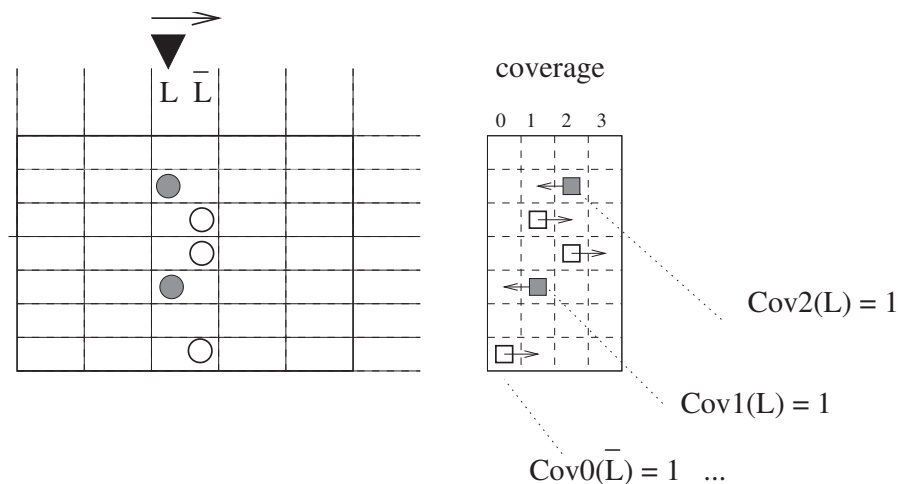 L L̅
coverage
0 1 2 3
Cov2(L) = 1
Cov1(L) = 1
Cov0(L̅) = 1 ...